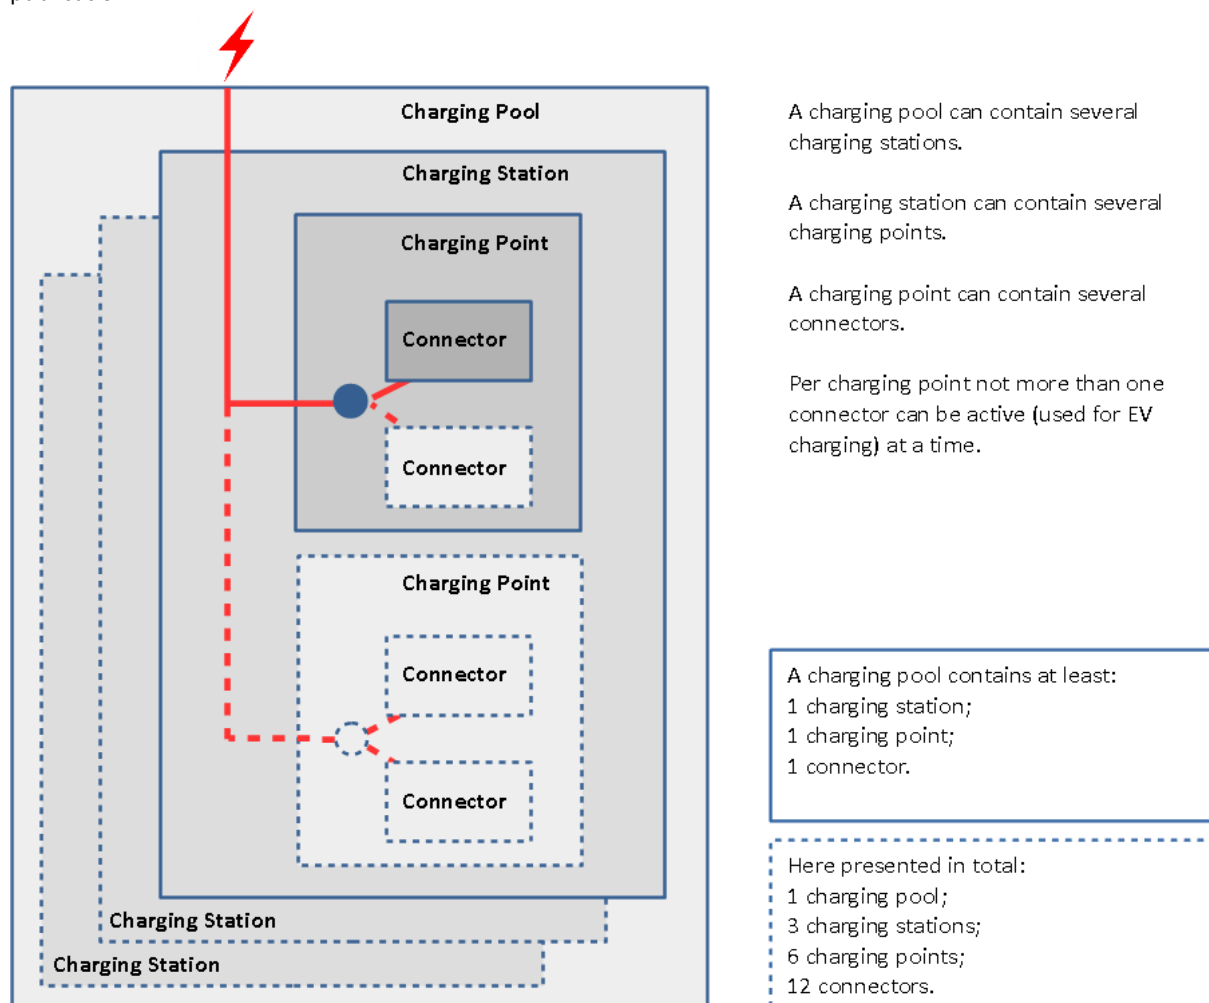 Charging Pool
Charging Station
Charging Point
Connector
Connector
Charging Point
Connector
Connector
Charging Station
Charging Station
A charging pool can contain several
charging stations.
A charging station can contain several
charging points.
A charging point can contain several
connectors.
Per charging point not more than one
connector can be active (used for EV
charging) at a time.
A charging pool contains at least:
1 charging station;
1 charging point;
1 connector.
Here presented in total:
1 charging pool;
3 charging stations;
6 charging points;
12 connectors.